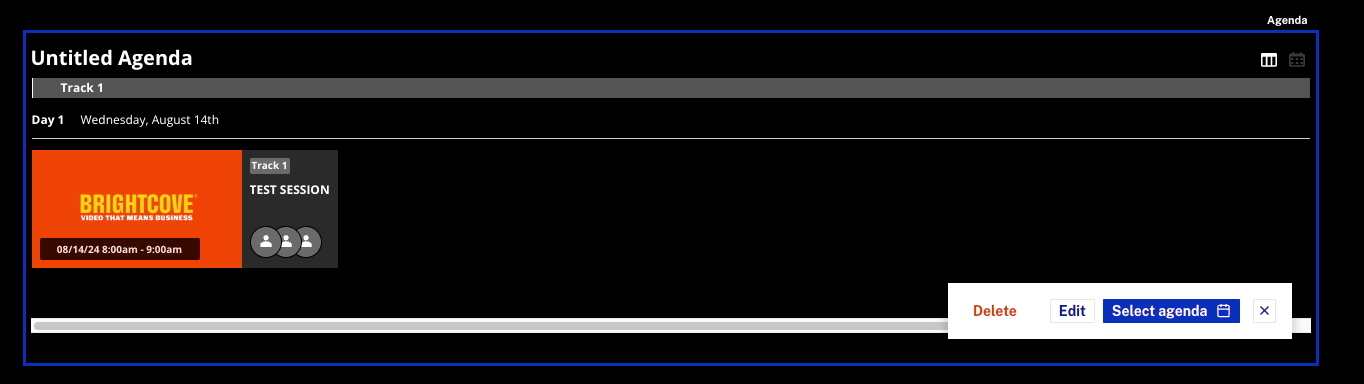 Agenda
Untitled Agenda
Track 1
Day 1 Wednesday, August 14th
Track 1
TEST SESSION
BRIGHTCOVE
VIDEO THAT MEANS BUSINESS
08/14/24 8:00am - 9:00am
Delete Edit Select agenda